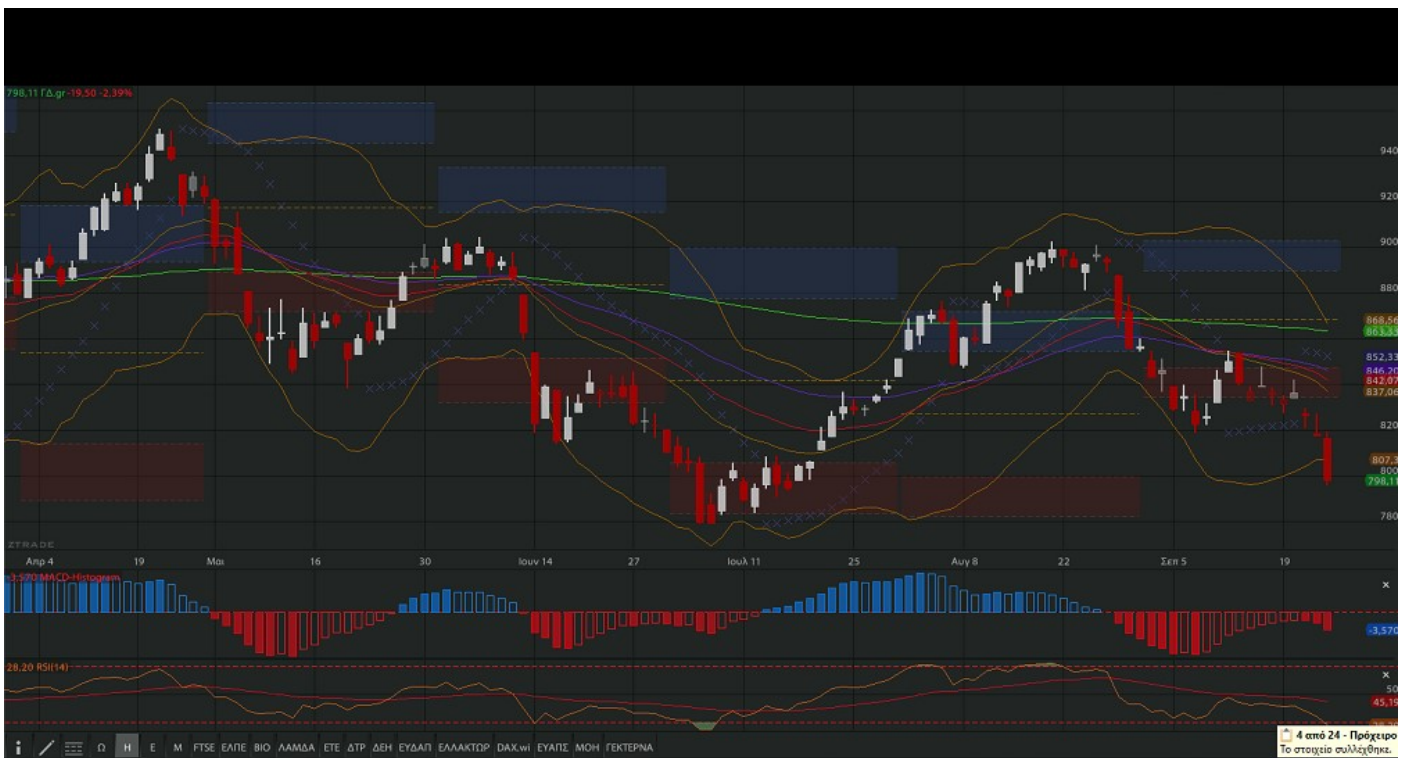 798,11 ΓΔ.gr -19,50 -2,39%
940
920
900
880
868,56
863,33
852,33
846,20
842,07
837,06
820
807,3
800
798,11
780
ZTRADE
Απρ 4 19 Μαι 16 30 Ιουν 14 27 Ιουλ 11 25 Αυγ 8 22 Σεπ 5 19
-3,570 MACD-Histogram
x
-3,570
28,20 RSI(14)
x
50
45,19
Ω Η Ε Μ FTSE ΕΛΠΕ ΒΙΟ ΛΑΜΔΑ ΕΤΕ ΔΤΡ ΔΕΗ ΕΥΔΑΠ ΕΛΛΑΚΤΩΡ DAX.wi ΕΥΑΠΣ ΜΟΗ ΓΕΚΤΕΡΝΑ
4 από 24 - Πρόχειρο
Το στοιχείο συλλέχθηκε.